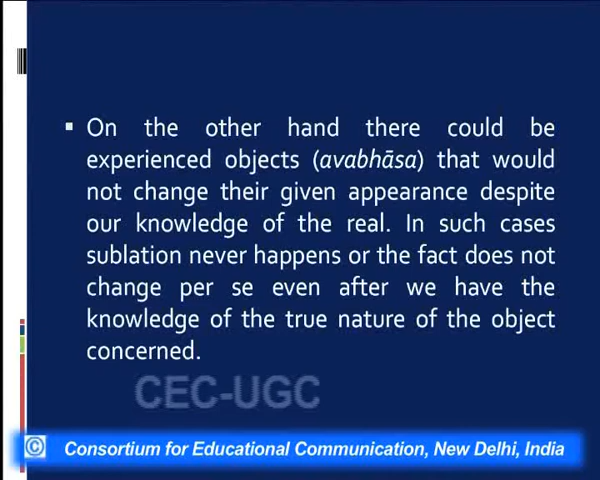 ▪ On the other hand there could be
experienced objects (avabhāsa) that would
not change their given appearance despite
our knowledge of the real. In such cases
sublation never happens or the fact does not
change per se even after we have the
knowledge of the true nature of the object
concerned.
CEC-UGC
© Consortium for Educational Communication, New Delhi, India